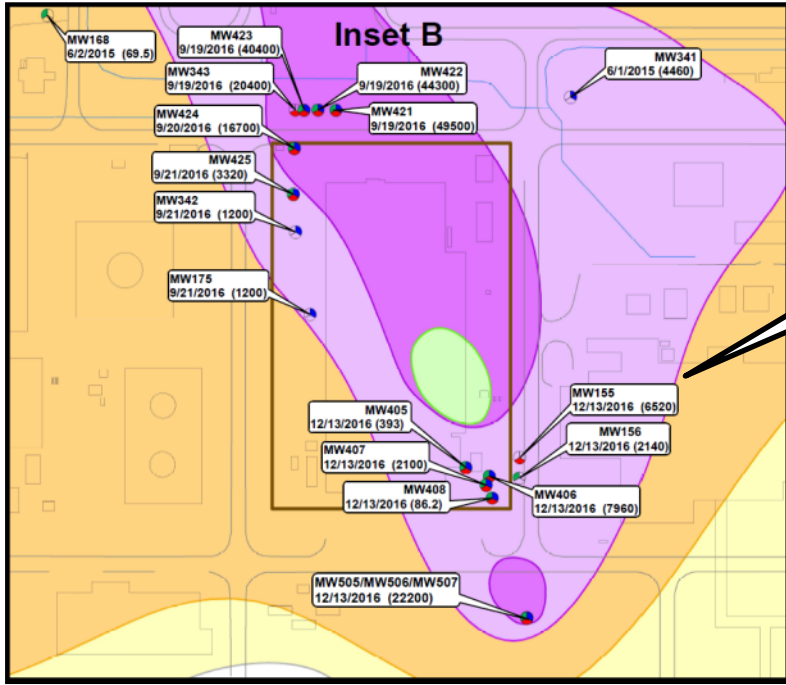 Inset B
MW168
6/2/2015 (69.5)
MW423
9/19/2016 (40400)
MW343
9/19/2016 (20400)
MW422
9/19/2016 (44300)
MW341
6/1/2015 (4460)
MW424
9/20/2016 (16700)
MW421
9/19/2016 (49500)
MW425
9/21/2016 (3320)
MW342
9/21/2016 (1200)
MW175
9/21/2016 (1200)
MW155
12/13/2016 (6520)
MW405
12/13/2016 (393)
MW156
12/13/2016 (2140)
MW407
12/13/2016 (2100)
MW408
12/13/2016 (86.2)
MW406
12/13/2016 (7960)
MW505/MW506/MW507
12/13/2016 (22200)